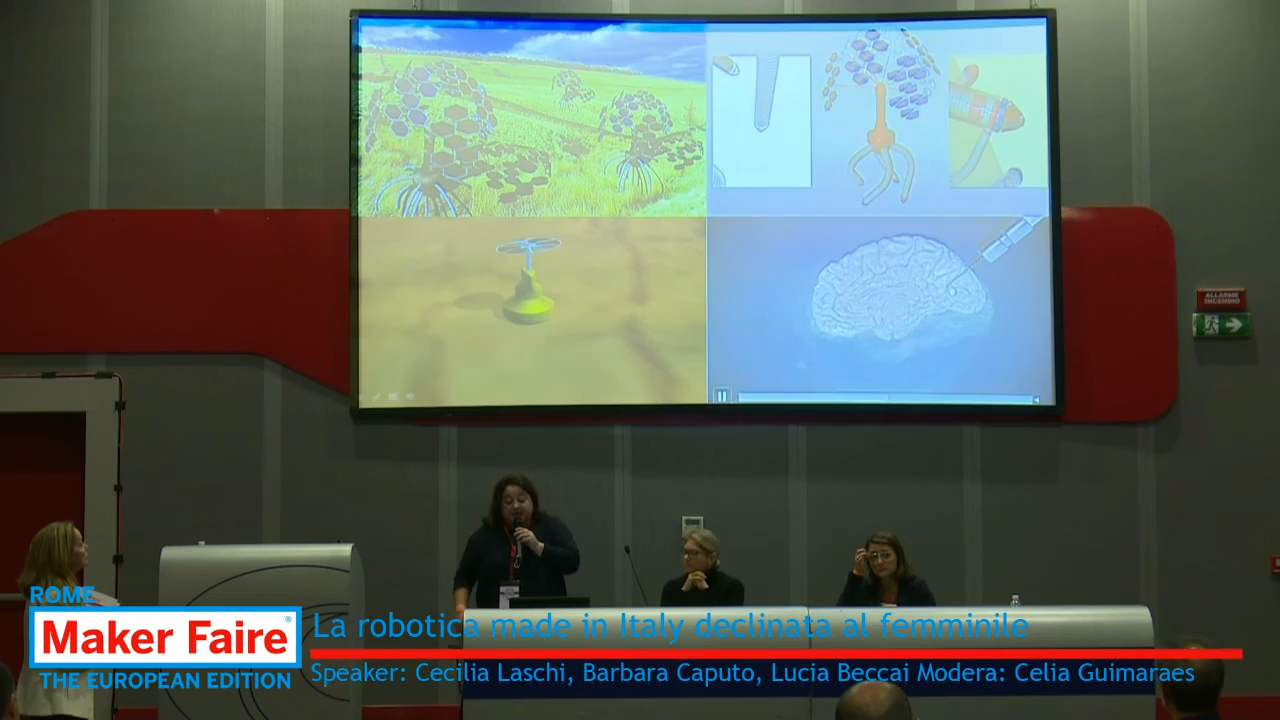 ALLARME
INCENDIO
ROME
Maker Faire®
THE EUROPEAN EDITION
La robotica made in Italy declinata al femminile
Speaker: Cecilia Laschi, Barbara Caputo, Lucia Beccai Modera: Celia Guimaraes